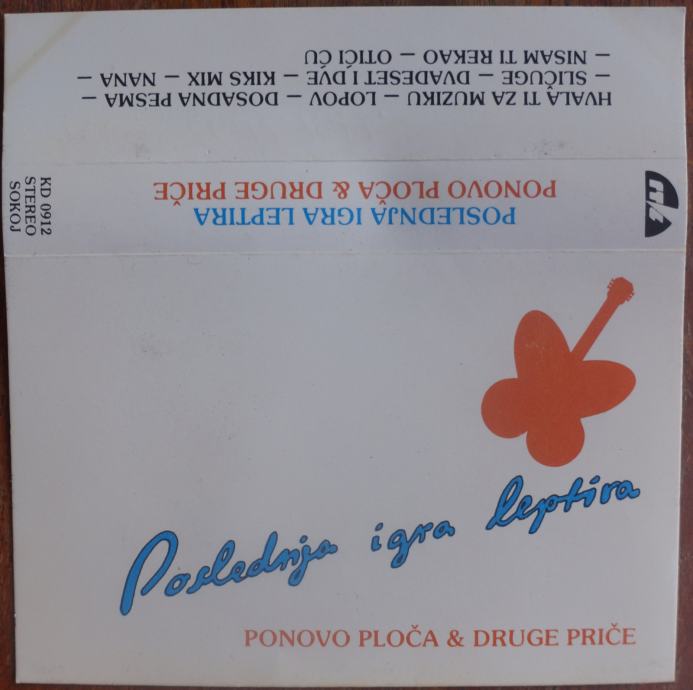 Poslednja igra leptira
PONOVO PLOČA & DRUGE PRIČE
POSLEDNJA IGRA LEPTIRA
PONOVO PLOČA & DRUGE PRIČE
KD 0912
STEREO
SOKOJ
HVALA TI ZA MUZIKU – LOPOV – DOSADNA PESMA –
– SLIČUGE – DVADESET I DVE – KIKS MIX – NANA –
– NISAM TI REKAO – OTIĆI ĆU